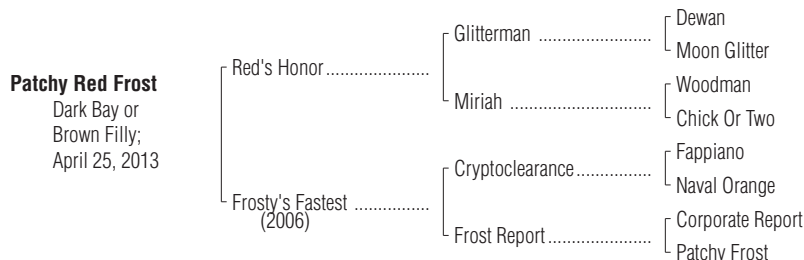 Patchy Red Frost
Dark Bay or
Brown Filly;
April 25, 2013
Red's Honor
Frosty's Fastest
(2006)
Glitterman
Miriah
Cryptoclearance
Frost Report
Dewan
Moon Glitter
Woodman
Chick Or Two
Fappiano
Naval Orange
Corporate Report
Patchy Frost